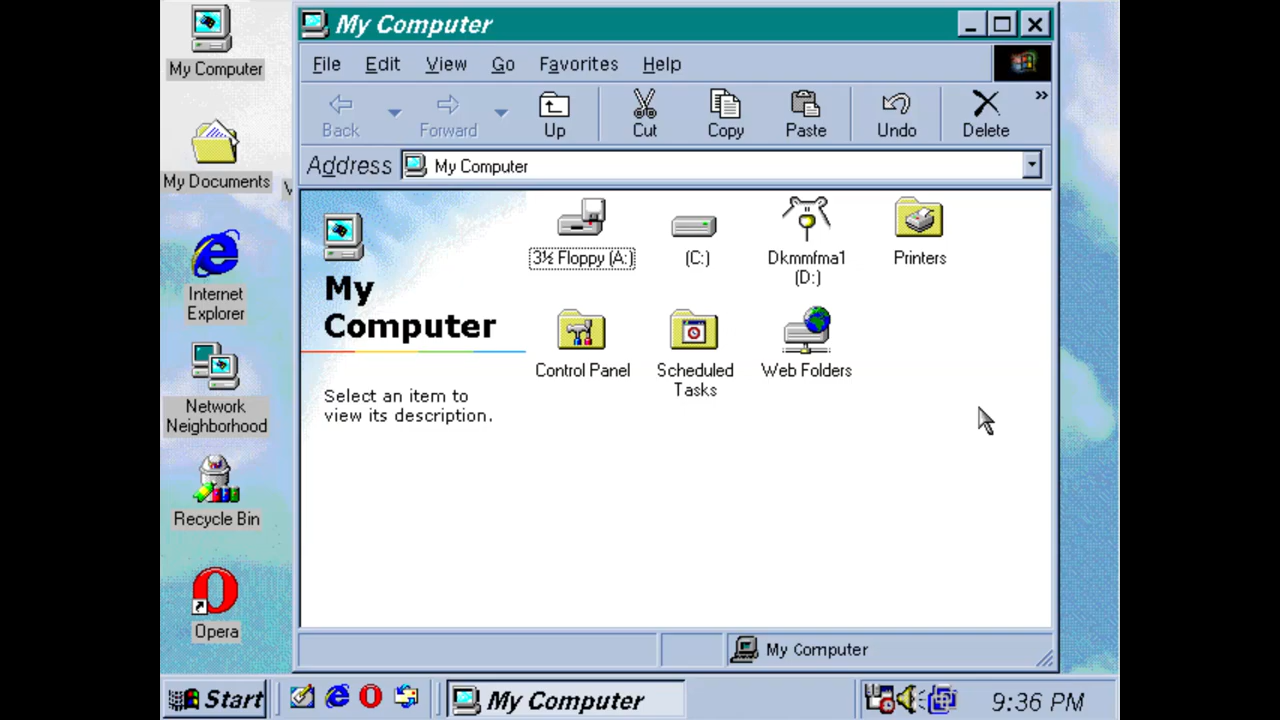 My Computer
My Documents
Internet
Explorer
Network
Neighborhood
Recycle Bin
Opera
My Computer
File Edit View Go Favorites Help
Back Forward Up Cut Copy Paste Undo Delete »
Address My Computer
My
Computer
Select an item to
view its description.
3½ Floppy (A:)
(C:)
Dkmmfma1
(D:)
Printers
Control Panel
Scheduled
Tasks
Web Folders
My Computer
Start My Computer 9:36 PM